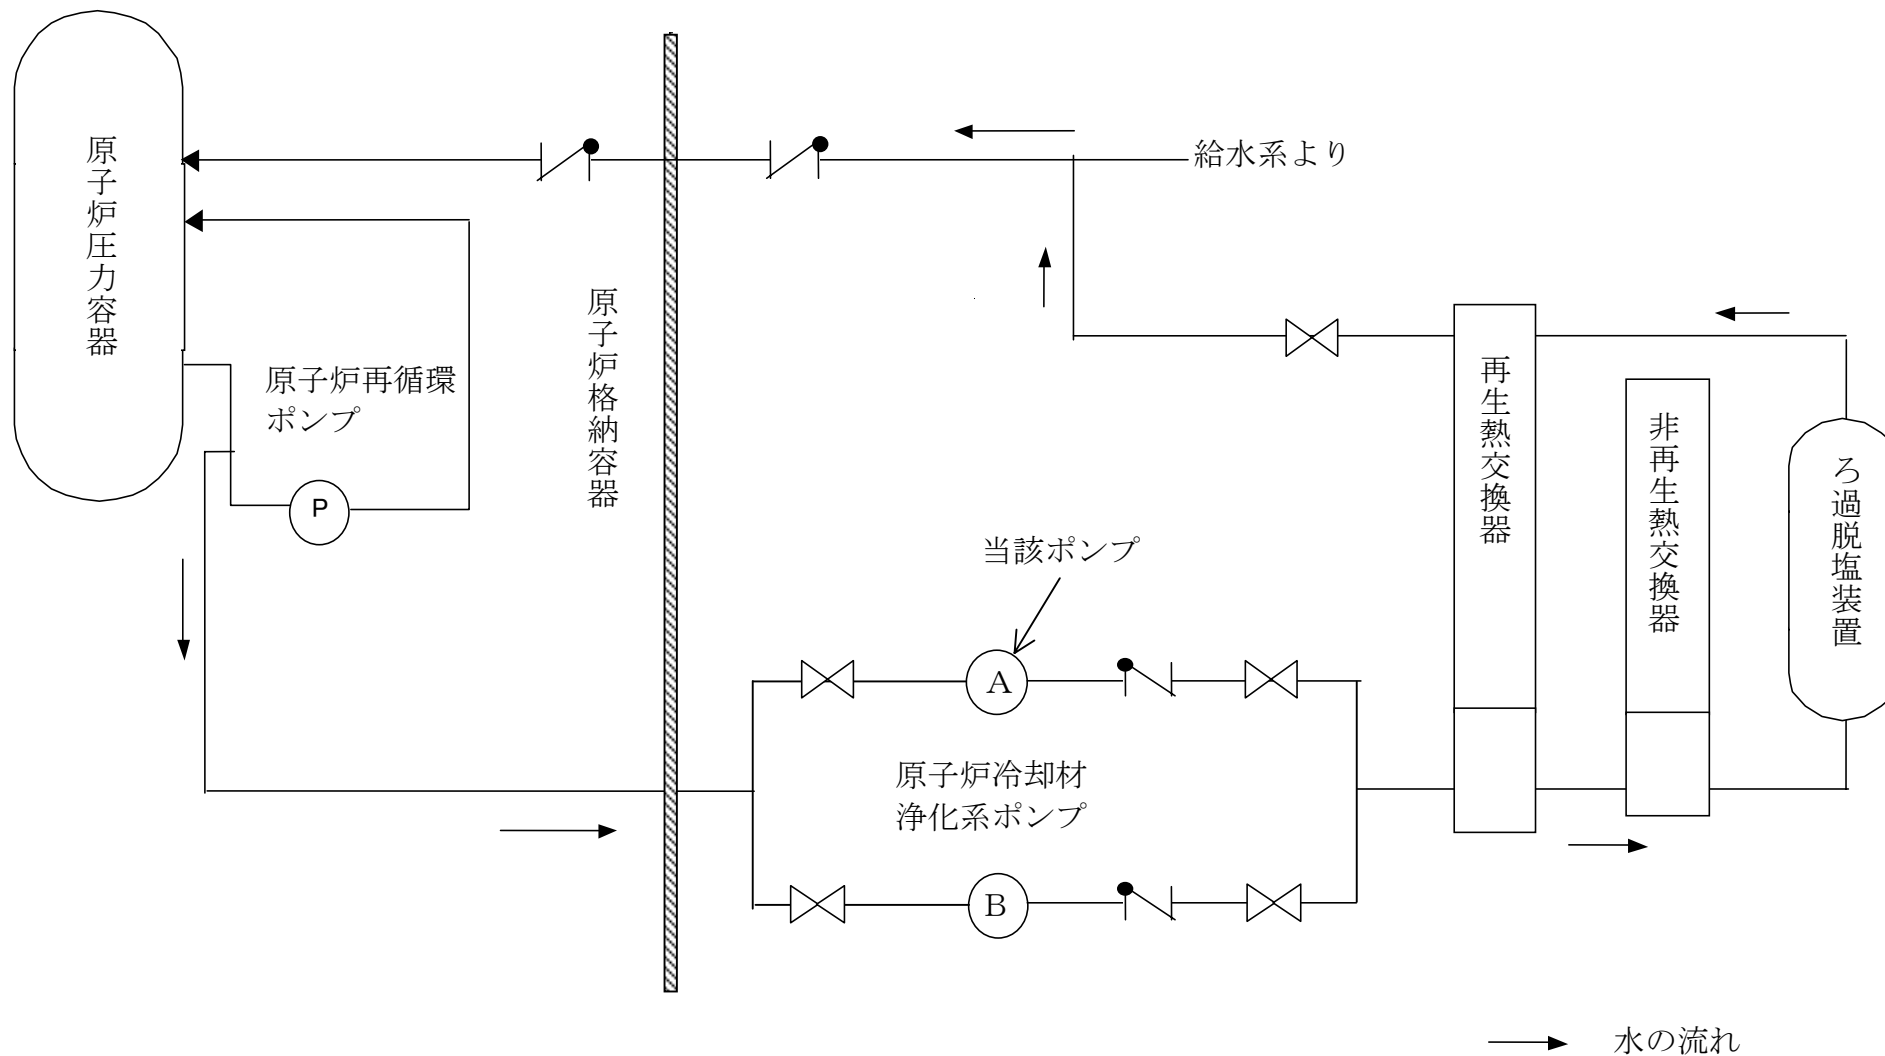 原子炉圧力容器
給水系より
原子炉再循環
ポンプ
P
原子炉格納容器
当該ポンプ
A
原子炉冷却材
浄化系ポンプ
B
再生熱交換器
非再生熱交換器
ろ過脱塩装置
水の流れ